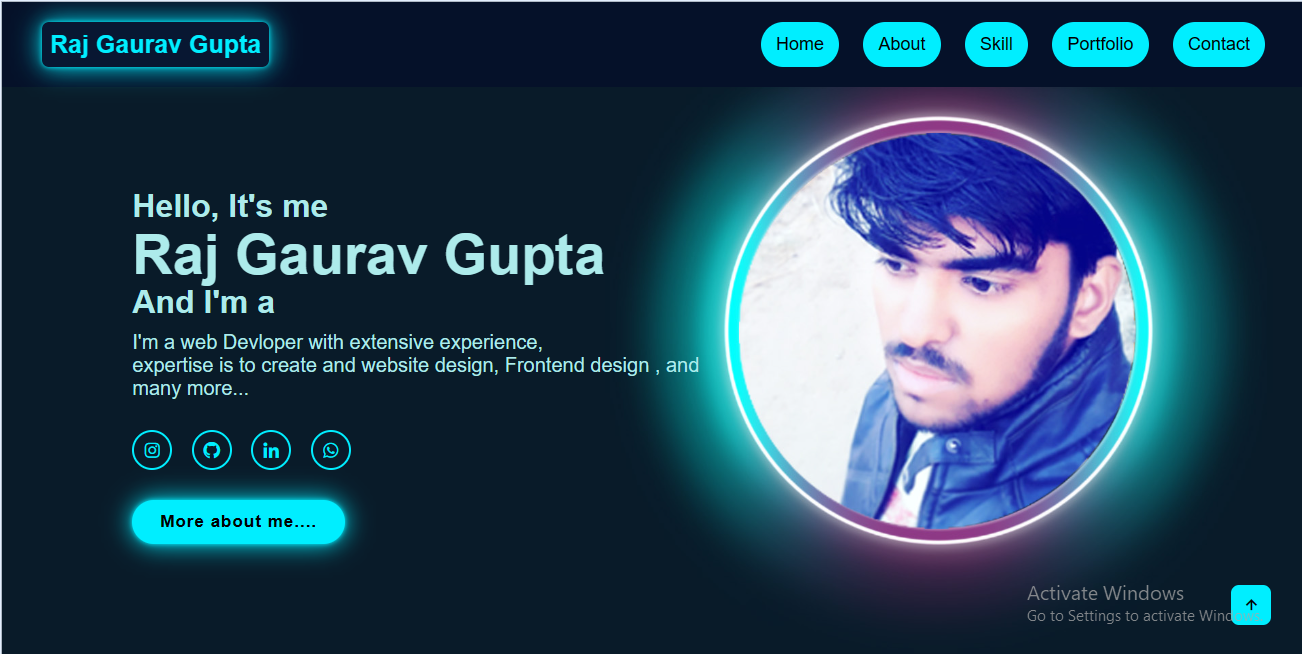 Raj Gaurav Gupta
Home About Skill Portfolio Contact
Hello, It's me
Raj Gaurav Gupta
And I'm a
I'm a web Devloper with extensive experience,
expertise is to create and website design, Frontend design , and
many more...
in
More about me....
Activate Windows
Go to Settings to activate Windows.